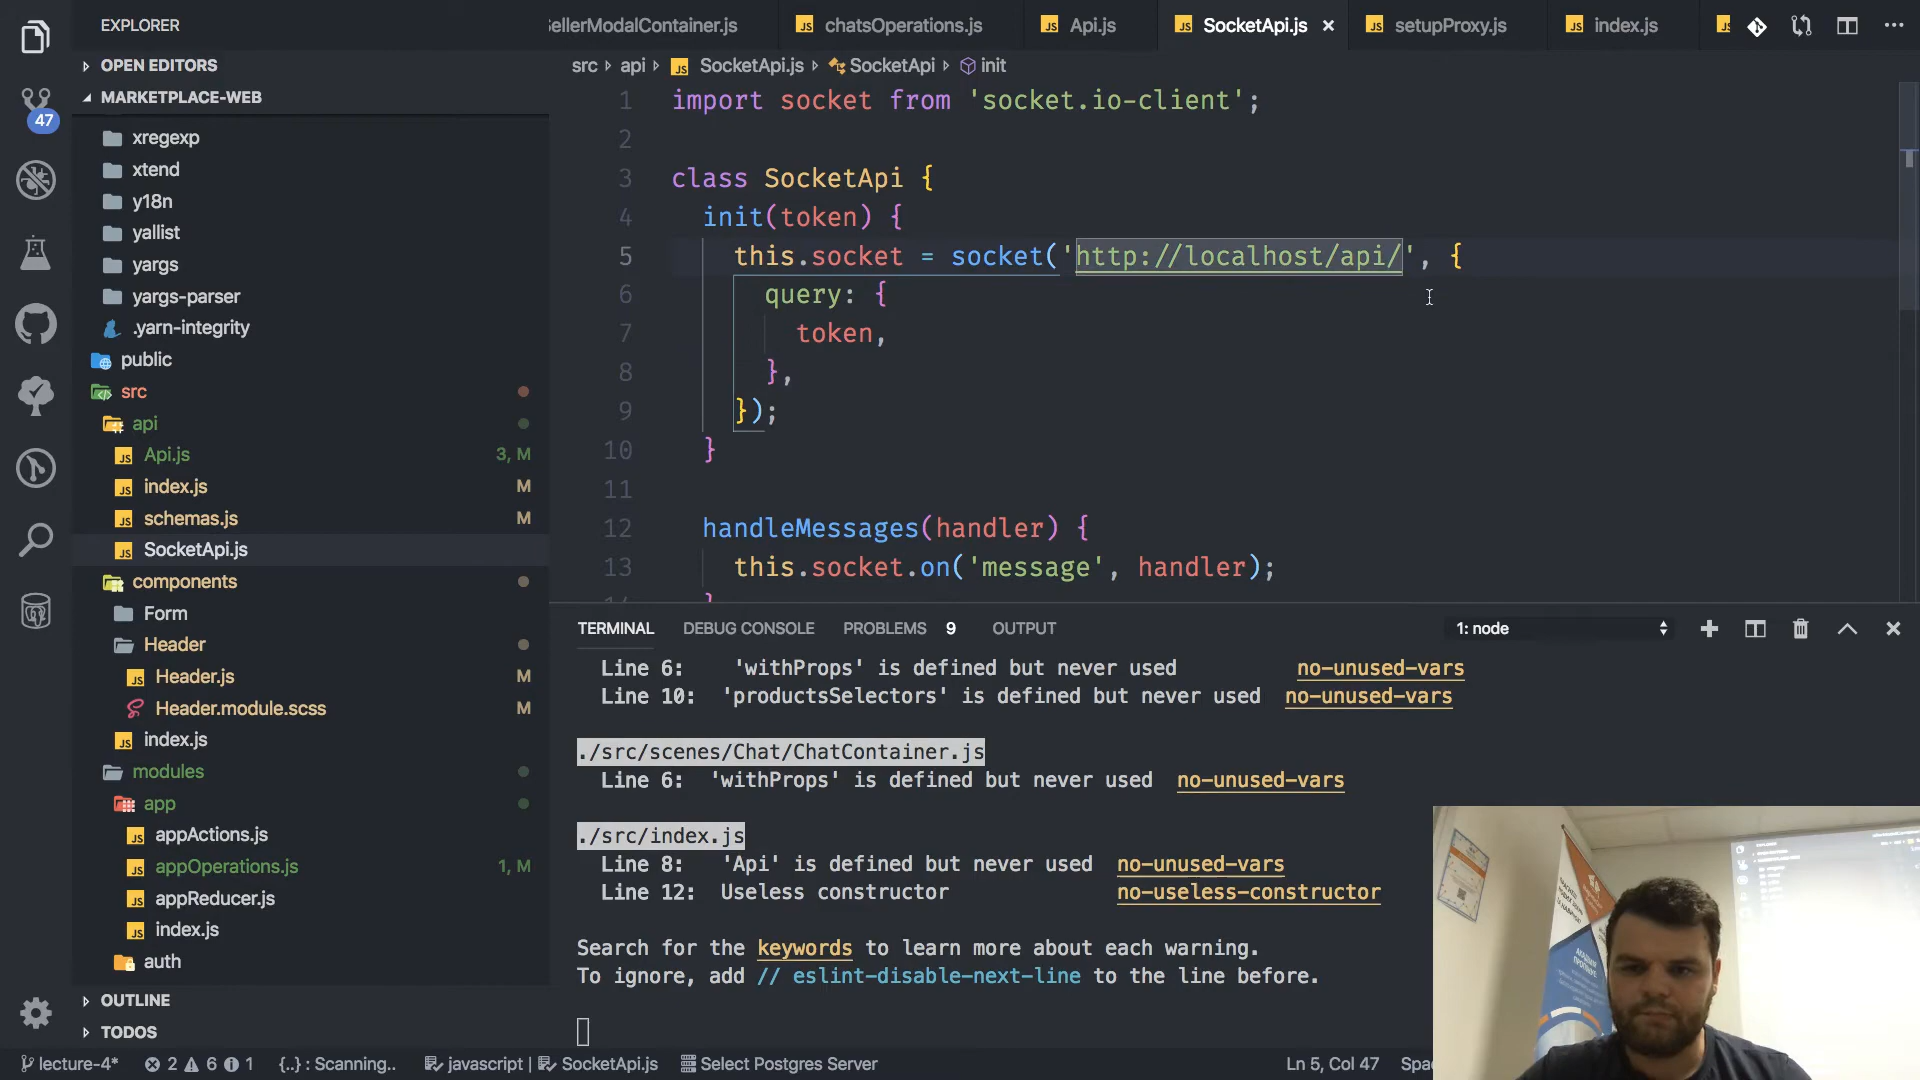 EXPLORER
OPEN EDITORS
MARKETPLACE-WEB
xregexp
xtend
y18n
yallist
yargs
yargs-parser
.yarn-integrity
public
src
api
Api.js 3, M
index.js M
schemas.js M
SocketApi.js
components
Form
Header
Header.js M
Header.module.scss M
index.js
modules
app
appActions.js
appOperations.js 1, M
appReducer.js
index.js
auth
OUTLINE
TODOS
47
ellerModalContainer.js chatsOperations.js Api.js SocketApi.js setupProxy.js index.js
src api SocketApi.js SocketApi init
1 import socket from 'socket.io-client';
2
3 class SocketApi {
4 init(token) {
5 this.socket = socket('http://localhost/api/', {
6 query: {
7 token,
8 },
9 });
10 }
11
12 handleMessages(handler) {
13 this.socket.on('message', handler);
TERMINAL DEBUG CONSOLE PROBLEMS 9 OUTPUT 1: node
Line 6: 'withProps' is defined but never used no-unused-vars
Line 10: 'productsSelectors' is defined but never used no-unused-vars
./src/scenes/Chat/ChatContainer.js
Line 6: 'withProps' is defined but never used no-unused-vars
./src/index.js
Line 8: 'Api' is defined but never used no-unused-vars
Line 12: Useless constructor no-useless-constructor
Search for the keywords to learn more about each warning.
To ignore, add // eslint-disable-next-line to the line before.
lecture-4* 2 6 1 {..} : Scanning.. javascript | SocketApi.js Select Postgres Server Ln 5, Col 47 Spac